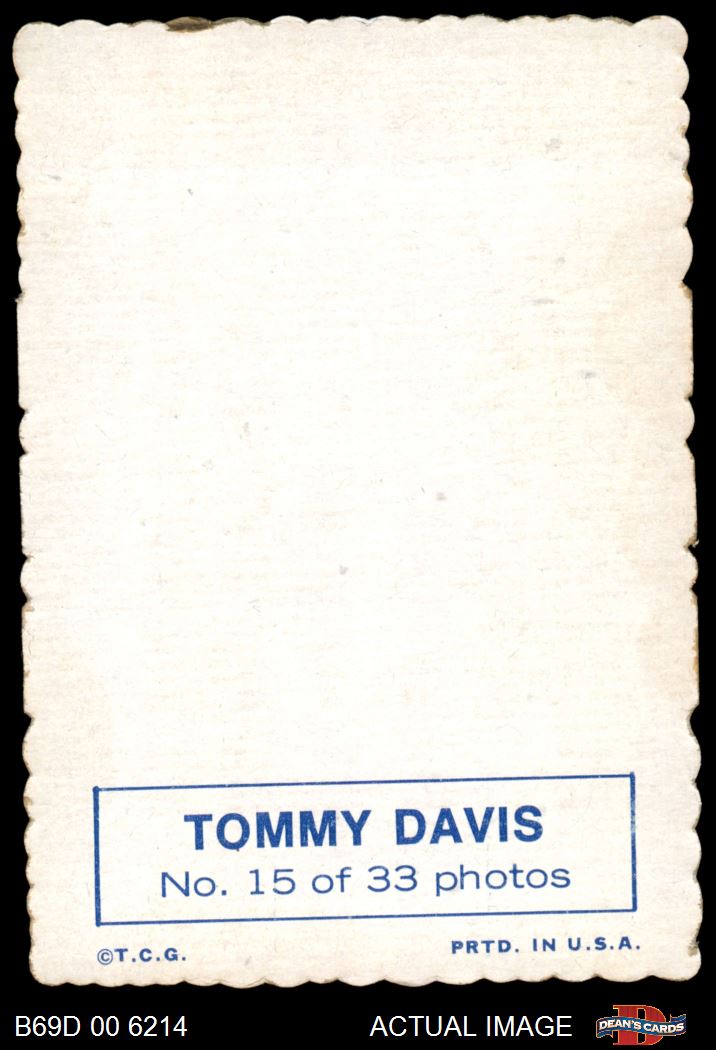 TOMMY DAVIS
No. 15 of 33 photos
©T.C.G.
PRTD. IN U.S.A.
B69D 00 6214
ACTUAL IMAGE
DEAN'S CARDS